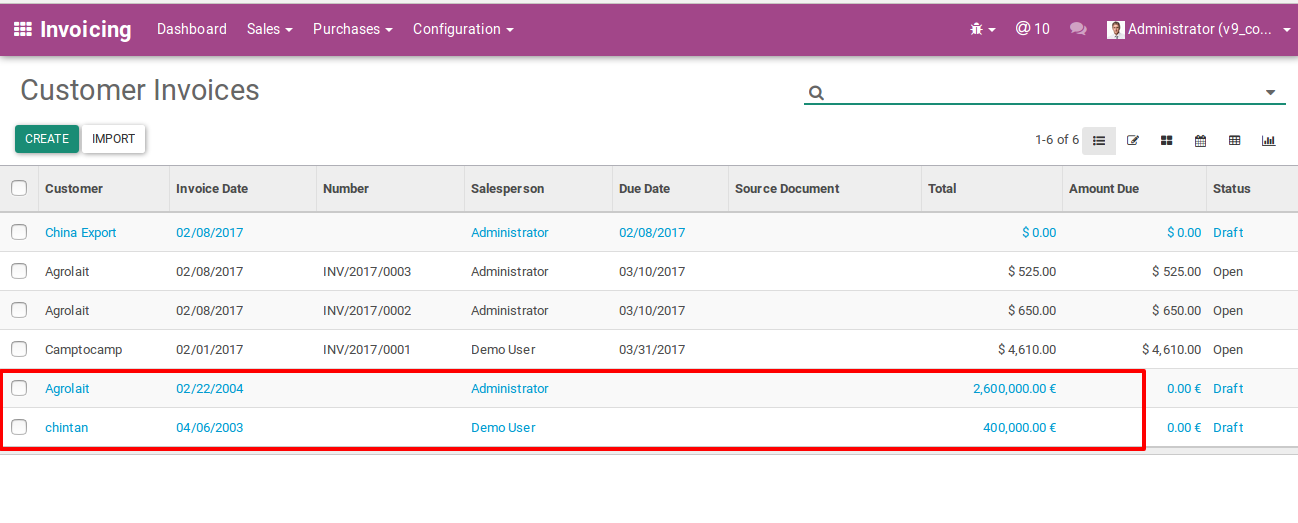 Invoicing Dashboard Sales Purchases Configuration @ 10 Administrator (v9_co...
Customer Invoices
CREATE IMPORT 1-6 of 6
Customer Invoice Date Number Salesperson Due Date Source Document Total Amount Due Status
China Export 02/08/2017 Administrator 02/08/2017 $ 0.00 $ 0.00 Draft
Agrolait 02/08/2017 INV/2017/0003 Administrator 03/10/2017 $ 525.00 $ 525.00 Open
Agrolait 02/08/2017 INV/2017/0002 Administrator 03/10/2017 $ 650.00 $ 650.00 Open
Camptocamp 02/01/2017 INV/2017/0001 Demo User 03/31/2017 $ 4,610.00 $ 4,610.00 Open
Agrolait 02/22/2004 Administrator 2,600,000.00 € 0.00 € Draft
chintan 04/06/2003 Demo User 400,000.00 € 0.00 € Draft